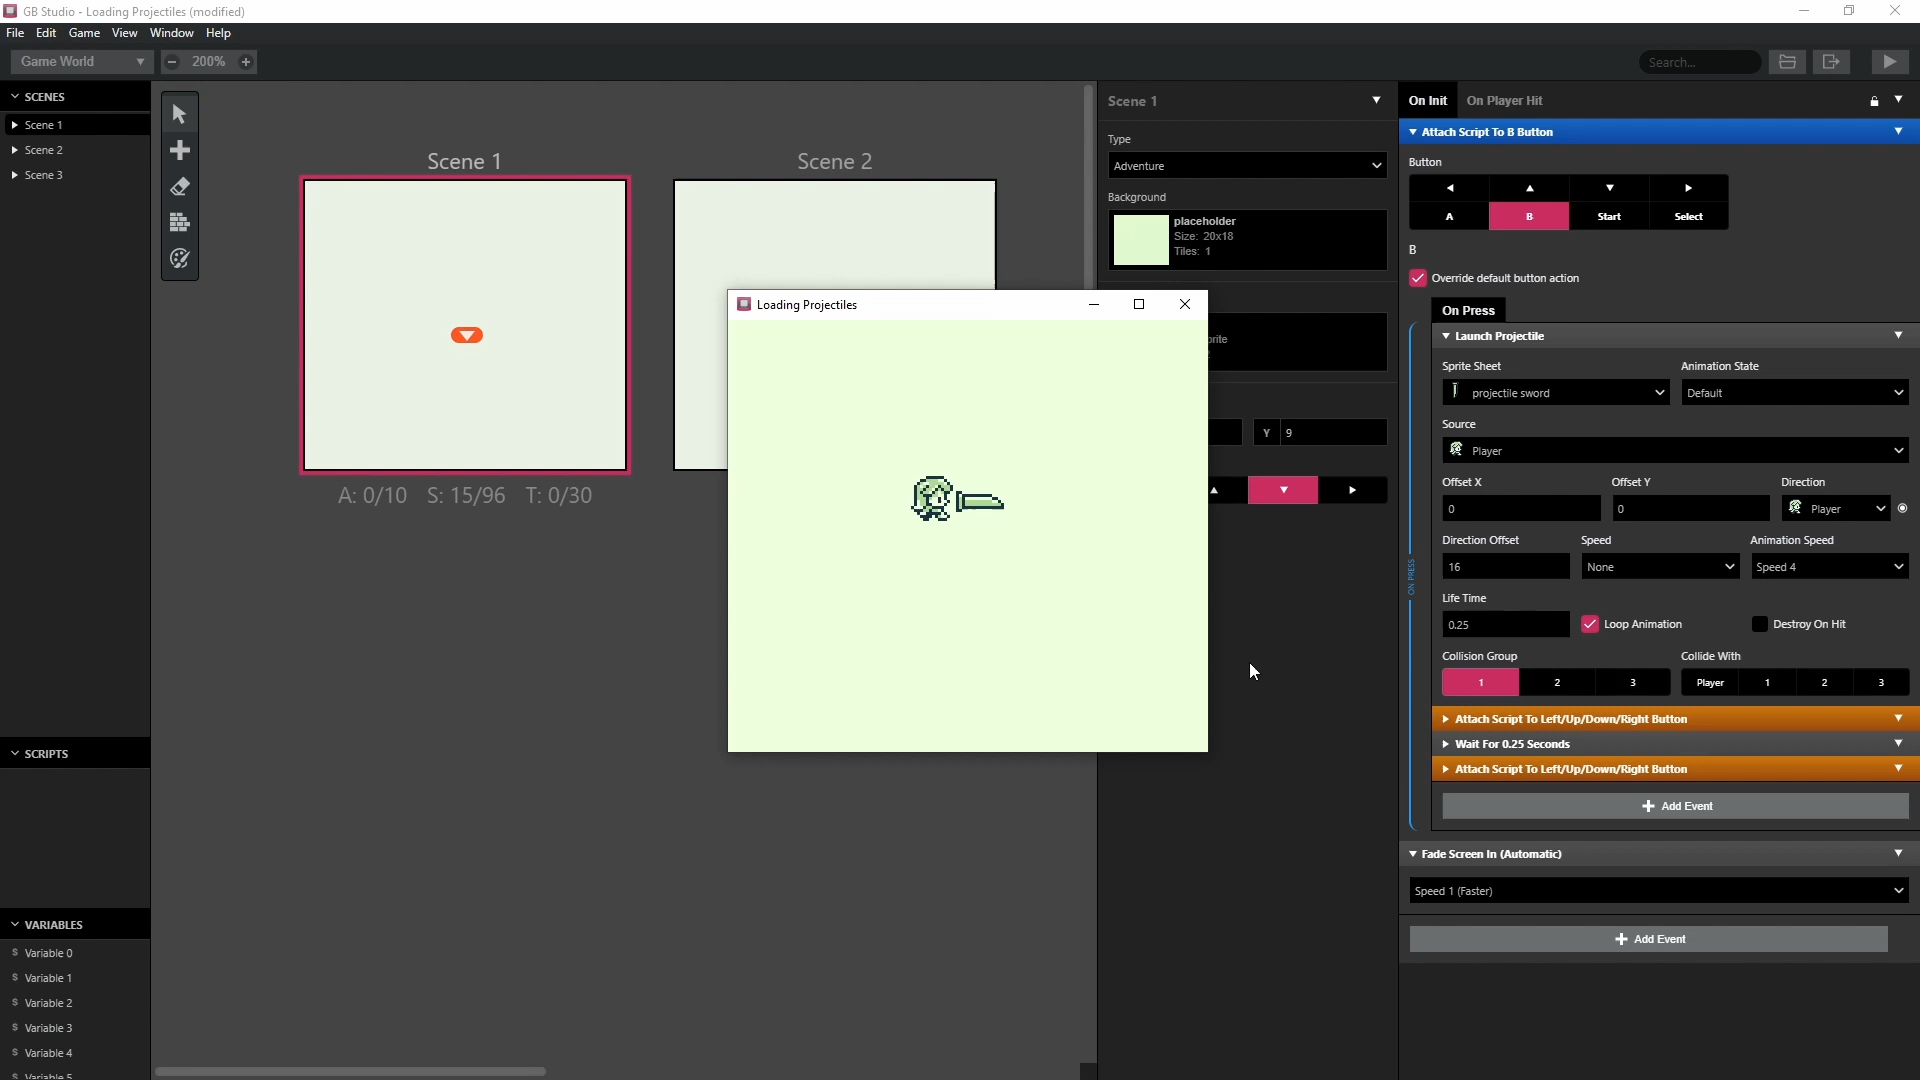 GB Studio - Loading Projectiles (modified)
File Edit Game View Window Help
Game World
200%
Search...
SCENES
Scene 1
Scene 2
Scene 3
SCRIPTS
VARIABLES
$ Variable 0
$ Variable 1
$ Variable 2
$ Variable 3
$ Variable 4
$ Variable 5
Scene 1
Scene 2
A: 0/10 S: 15/96 T: 0/30
Loading Projectiles
Scene 1
Type
Adventure
Background
placeholder
Size: 20x18
Tiles: 1
Y 9
On Init
On Player Hit
Attach Script To B Button
Button
A B Start Select
B
Override default button action
On Press
ON PRESS
Launch Projectile
Sprite Sheet Animation State
projectile sword Default
Source
Player
Offset X Offset Y Direction
0 0 Player
Direction Offset Speed Animation Speed
16 None Speed 4
Life Time
0.25 Loop Animation Destroy On Hit
Collision Group Collide With
1 2 3 Player 1 2 3
Attach Script To Left/Up/Down/Right Button
Wait For 0.25 Seconds
Attach Script To Left/Up/Down/Right Button
Add Event
Fade Screen In (Automatic)
Speed 1 (Faster)
Add Event